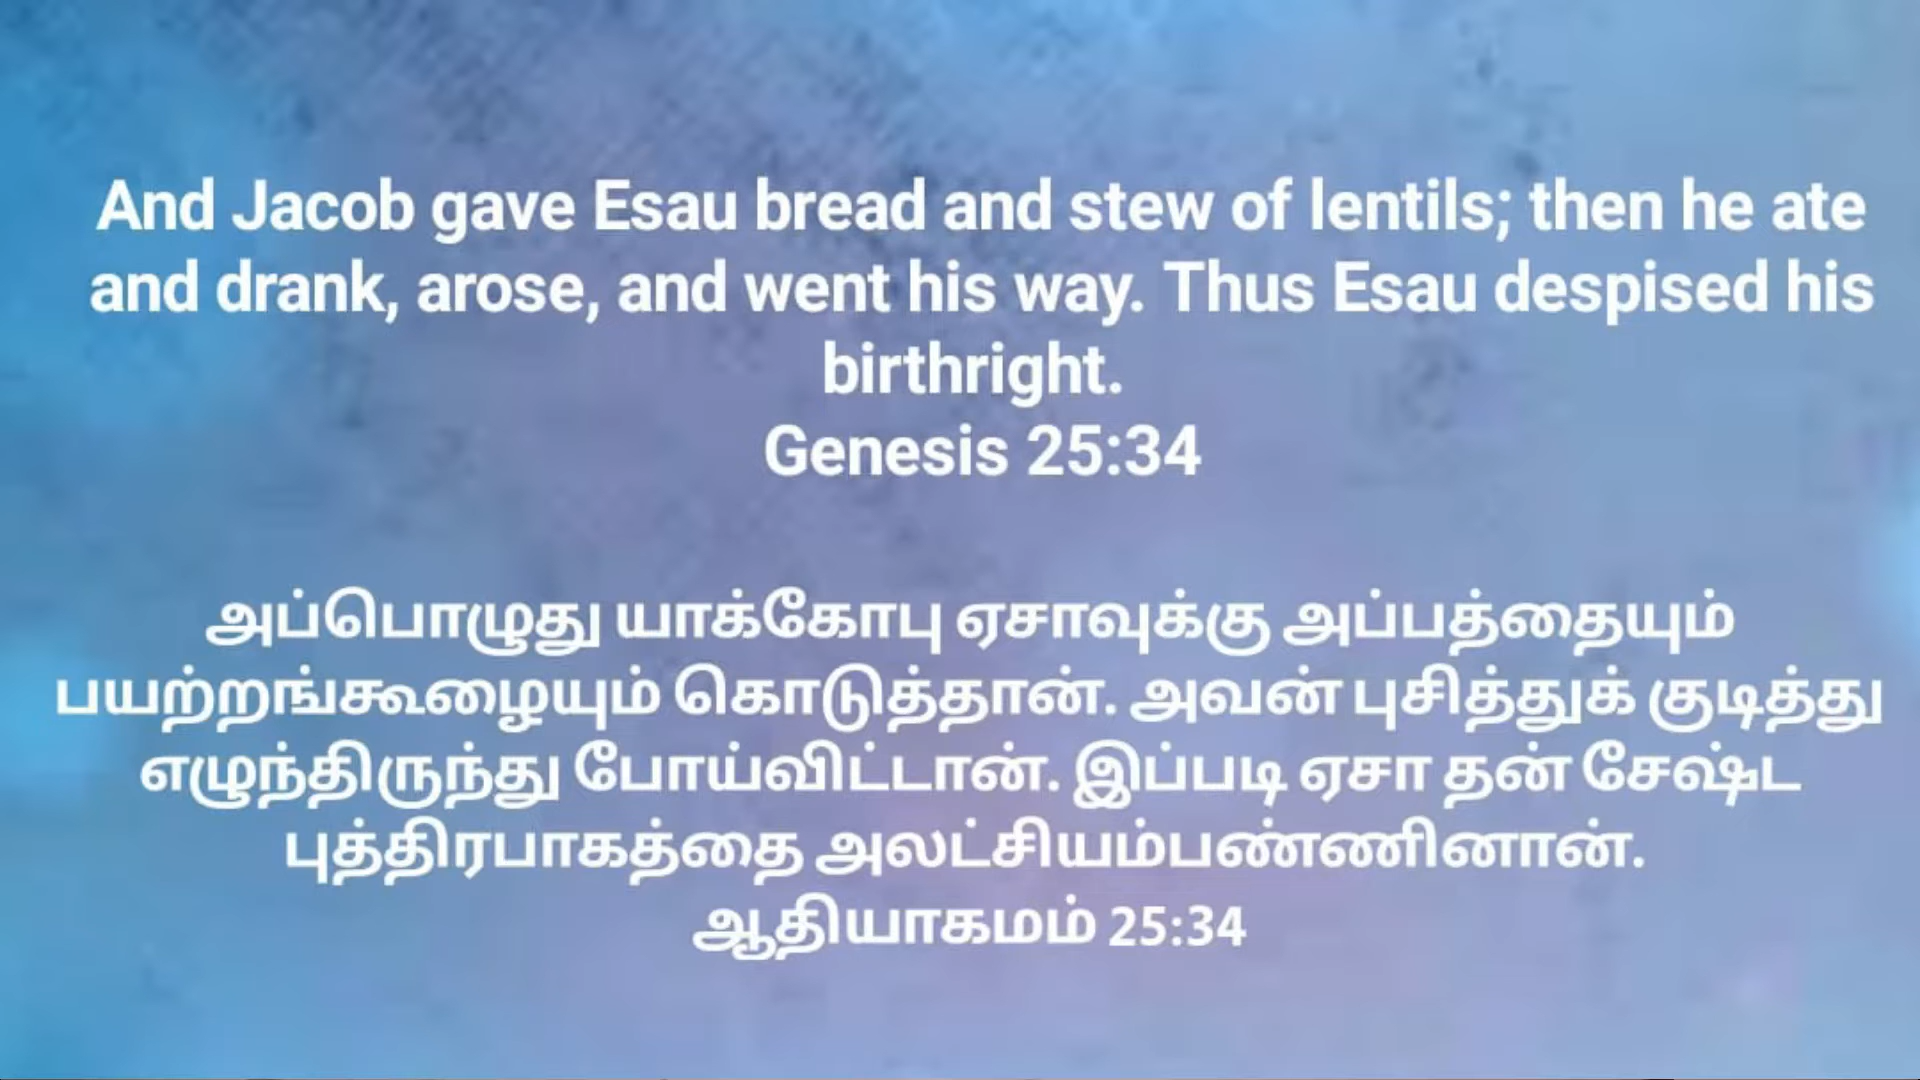 And Jacob gave Esau bread and stew of lentils; then he ate
and drank, arose, and went his way. Thus Esau despised his
birthright.
Genesis 25:34
அப்பொழுது யாக்கோபு ஏசாவுக்கு அப்பத்தையும்
பயற்றங்கூழையும் கொடுத்தான். அவன் புசித்துக் குடித்து
எழுந்திருந்து போய்விட்டான். இப்படி ஏசா தன் சேஷ்ட
புத்திரபாகத்தை அலட்சியம்பண்ணினான்.
ஆதியாகமம் 25:34